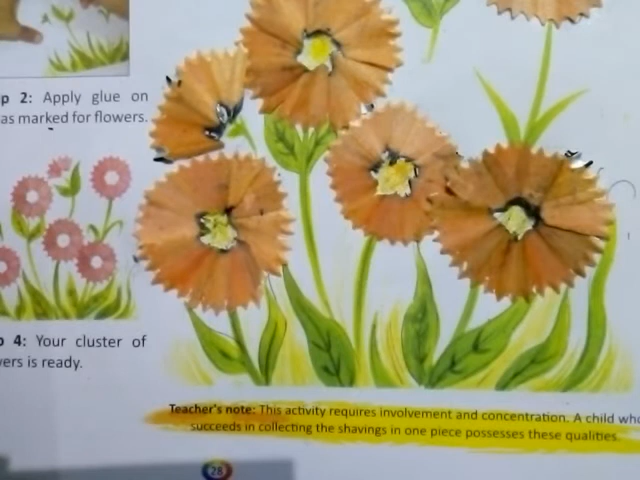 p 2: Apply glue on
as marked for flowers.
4: Your cluster of
ers is ready.
Teacher's note: This activity requires involvement and concentration. A child who
succeeds in collecting the shavings in one piece possesses these qualities.
28